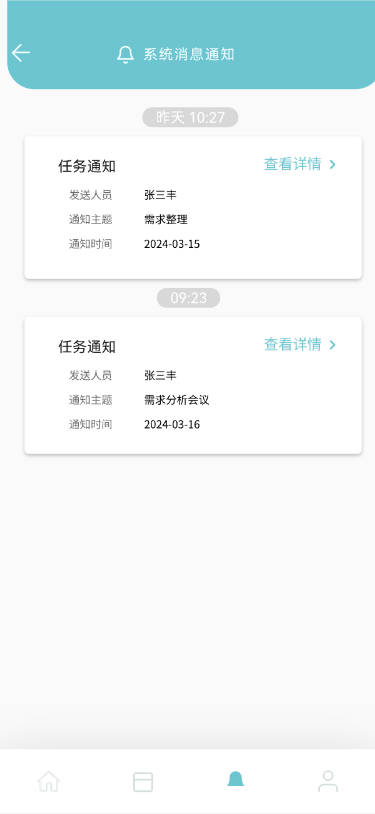 系统消息通知
昨天 10:27
任务通知 查看详情
发送人员 张三丰
通知主题 需求整理
通知时间 2024-03-15
09:23
任务通知 查看详情
发送人员 张三丰
通知主题 需求分析会议
通知时间 2024-03-16